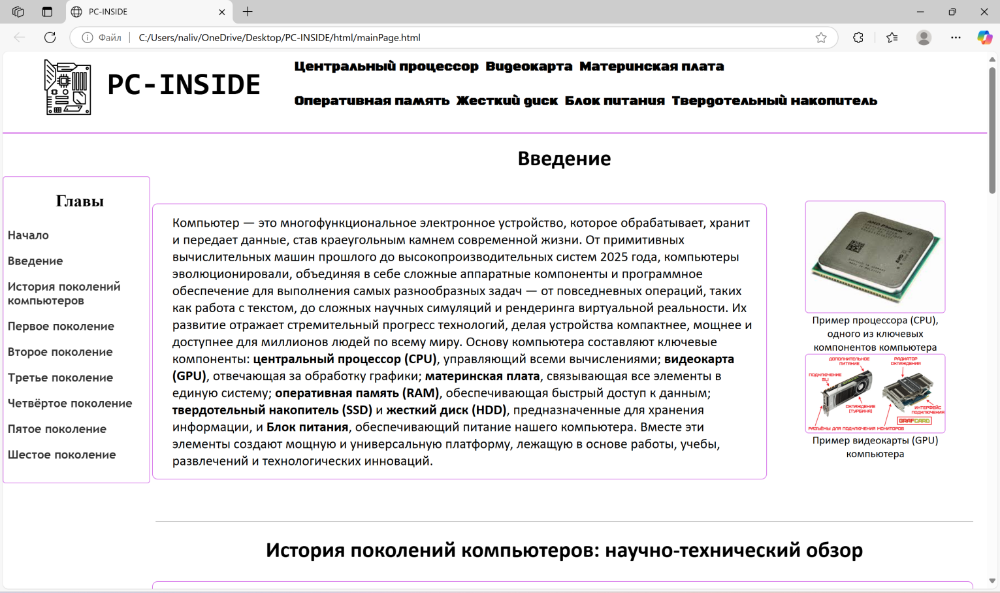 PC-INSIDE
Файл
C:/Users/naliv/OneDrive/Desktop/PC-INSIDE/html/mainPage.html
PC-INSIDE
Центральный процессор Видеокарта Материнская плата
Оперативная память Жесткий диск Блок питания Твердотельный накопитель
Введение
Главы
Начало
Введение
История поколений
компьютеров
Первое поколение
Второе поколение
Третье поколение
Четвёртое поколение
Пятое поколение
Шестое поколение
Компьютер — это многофункциональное электронное устройство, которое обрабатывает, хранит
и передает данные, став краеугольным камнем современной жизни. От примитивных
вычислительных машин прошлого до высокопроизводительных систем 2025 года, компьютеры
эволюционировали, объединяя в себе сложные аппаратные компоненты и программное
обеспечение для выполнения самых разнообразных задач — от повседневных операций, таких
как работа с текстом, до сложных научных симуляций и рендеринга виртуальной реальности. Их
развитие отражает стремительный прогресс технологий, делая устройства компактнее, мощнее и
доступнее для миллионов людей по всему миру. Основу компьютера составляют ключевые
компоненты: центральный процессор (CPU), управляющий всеми вычислениями; видеокарта
(GPU), отвечающая за обработку графики; материнская плата, связывающая все элементы в
единую систему; оперативная память (RAM), обеспечивающая быстрый доступ к данным;
твердотельный накопитель (SSD) и жесткий диск (HDD), предназначенные для хранения
информации, и Блок питания, обеспечивающий питание нашего компьютера. Вместе эти
элементы создают мощную и универсальную платформу, лежащую в основе работы, учебы,
развлечений и технологических инноваций.
AMD Phenom II
AMD
Пример процессора (CPU),
одного из ключевых
компонентов компьютера
ДОПОЛНИТЕЛЬНОЕ
ПИТАНИЕ
РАДИАТОР
ОХЛАЖДЕНИЯ
ПОДКЛЮЧЕНИЕ
SLI
ОХЛАЖДЕНИЕ
(ТУРБИНА)
ИНТЕРФЕЙС
ПОДКЛЮЧЕНИЯ
GRAFCARD
РАЗЪЁМЫ ДЛЯ ПОДКЛЮЧЕНИЯ МОНИТОРОВ
Пример видеокарты (GPU)
компьютера
История поколений компьютеров: научно-технический обзор